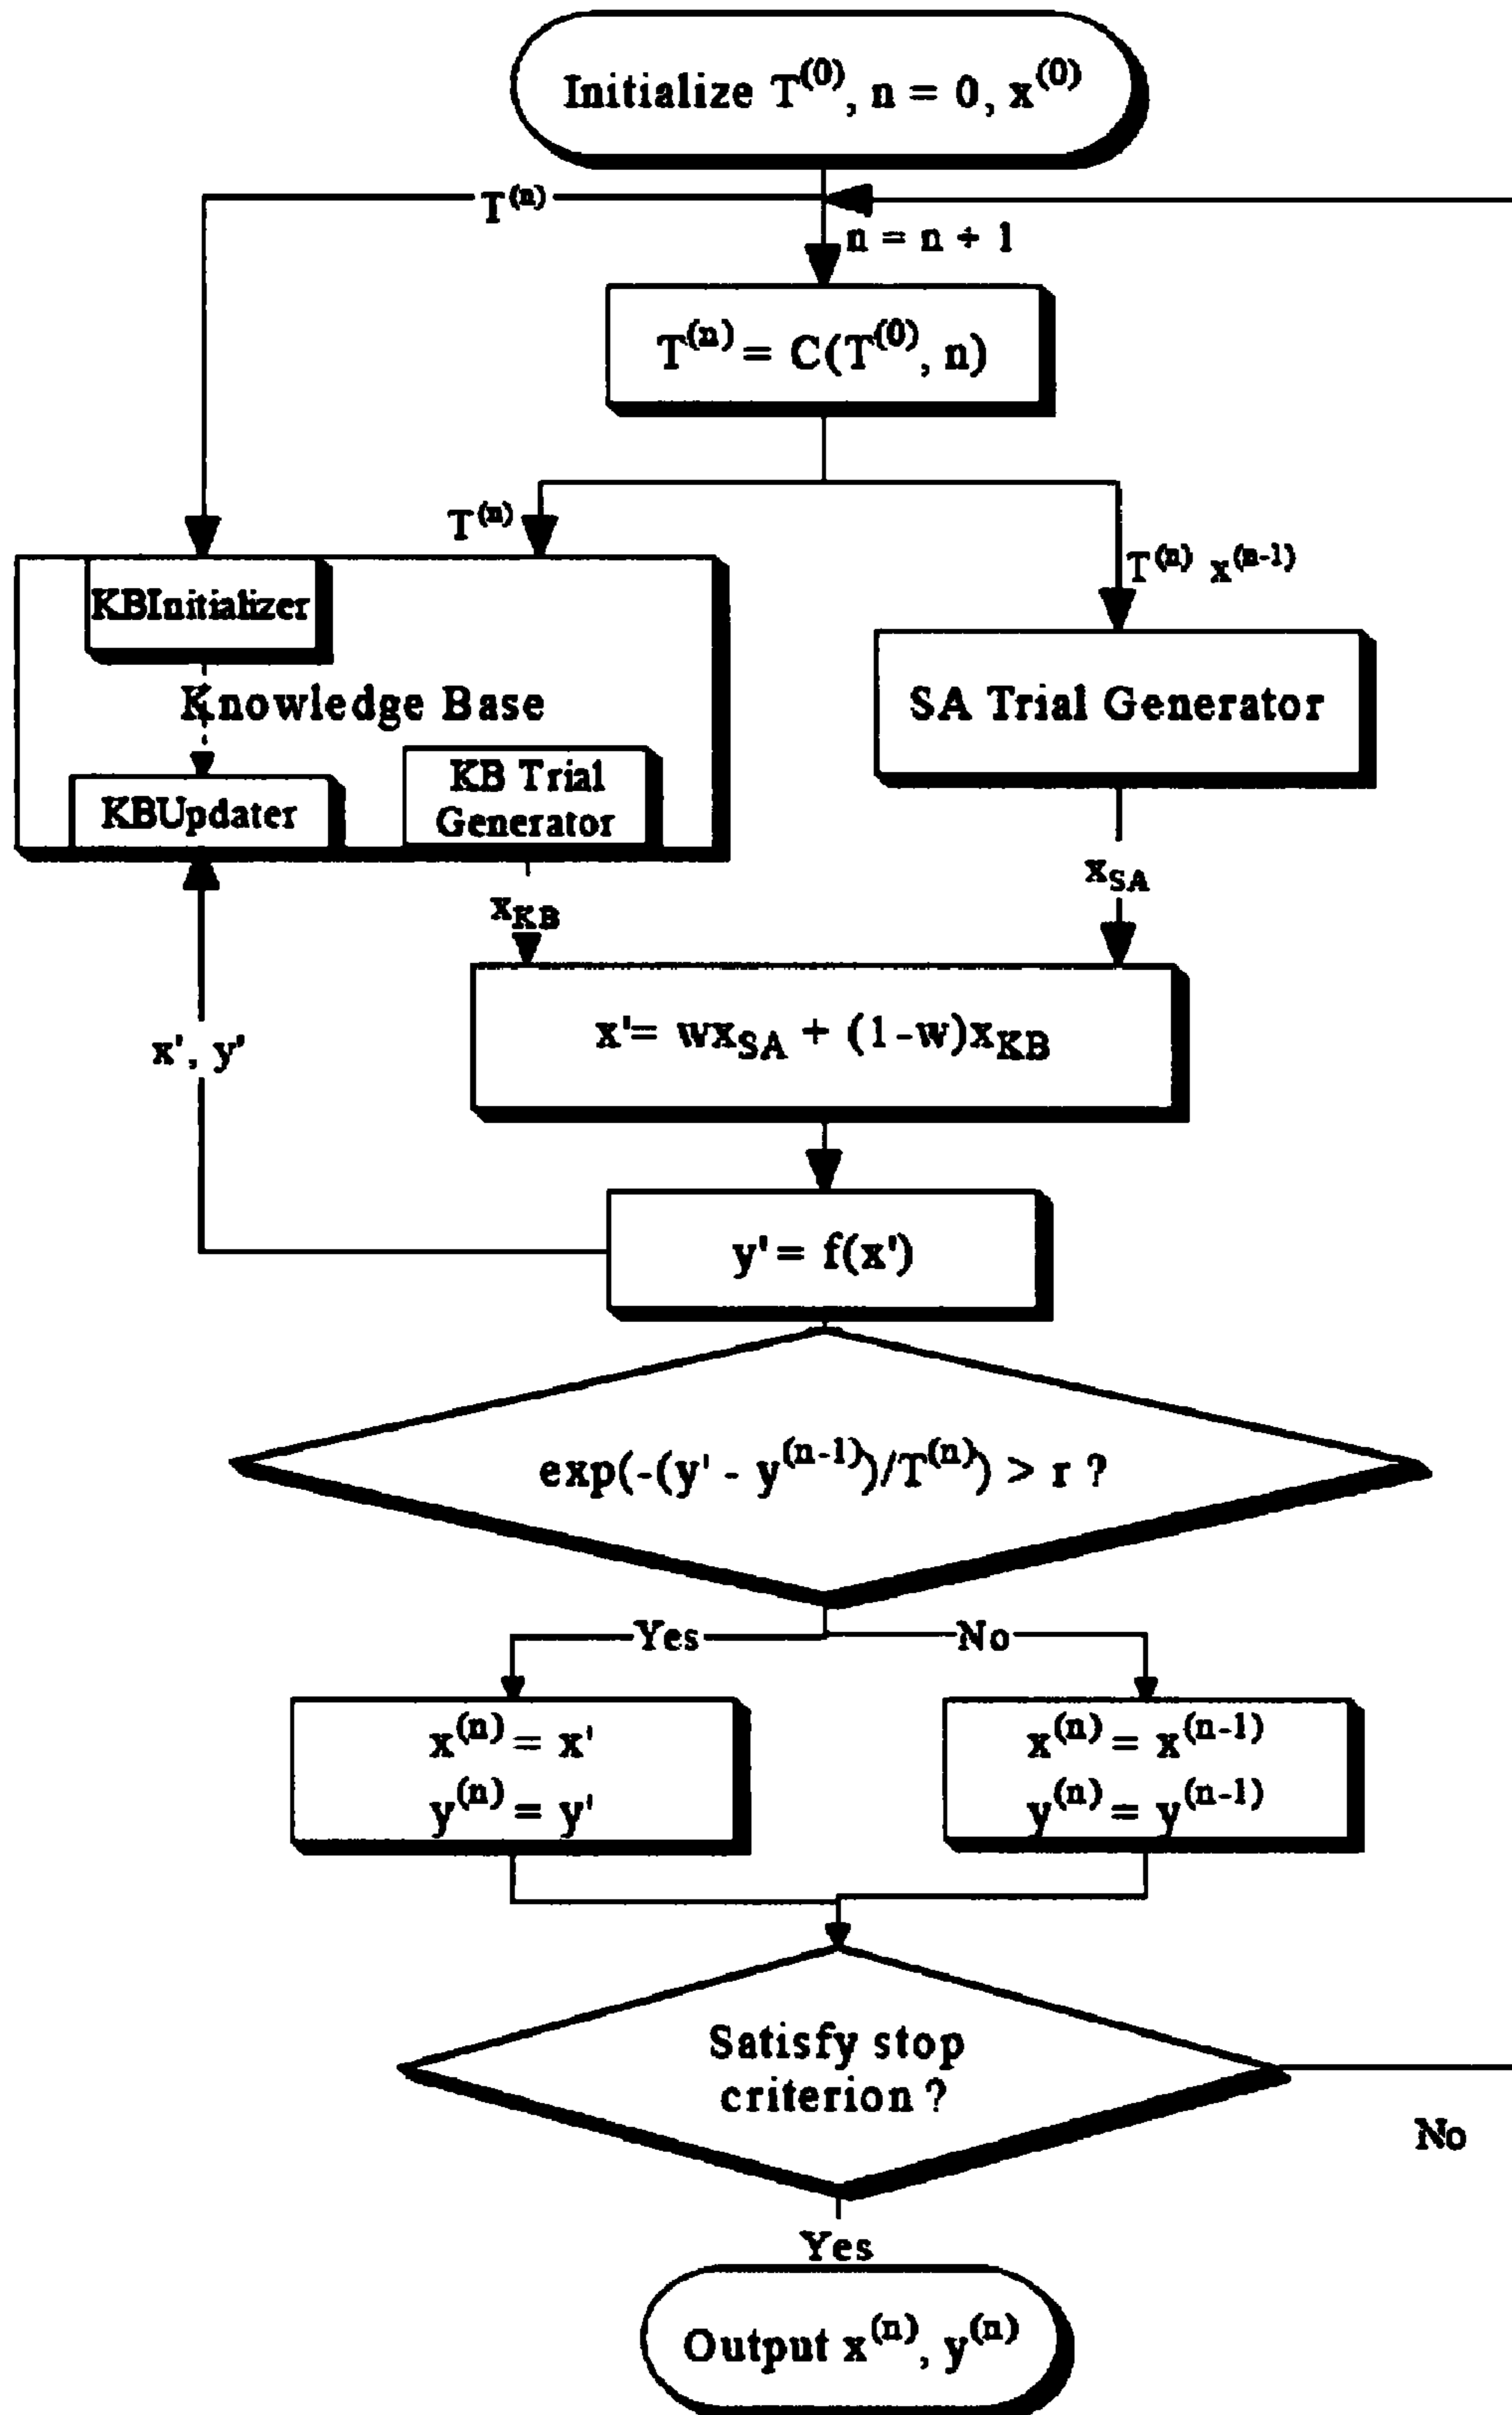 Initialize T^(0), n = 0, x^(0)
T^(n)
n = n + 1
T^(n) = C(T^(0), n)
T^(n)
T^(n) x^(n-1)
KBInitializer
Knowledge Base
SA Trial Generator
KBUpdater
KB Trial
Generator
x_SA
x_KB
x' = wx_SA + (1-w)x_KB
x', y'
y' = f(x')
exp(-(y' - y^(n-1))/T^(n)) > r ?
Yes
No
x^(n) = x'
y^(n) = y'
x^(n) = x^(n-1)
y^(n) = y^(n-1)
Satisfy stop
criterion ?
No
Yes
Output x^(n), y^(n)